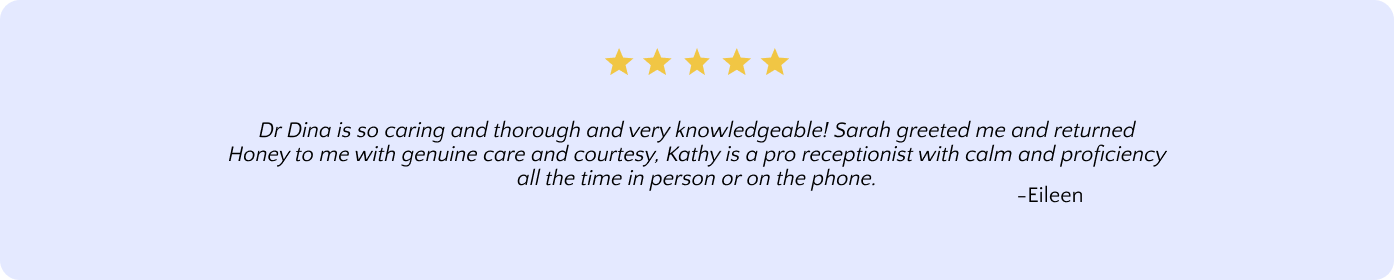 Dr Dina is so caring and thorough and very knowledgeable! Sarah greeted me and returned
Honey to me with genuine care and courtesy, Kathy is a pro receptionist with calm and proficiency
all the time in person or on the phone.
–Eileen